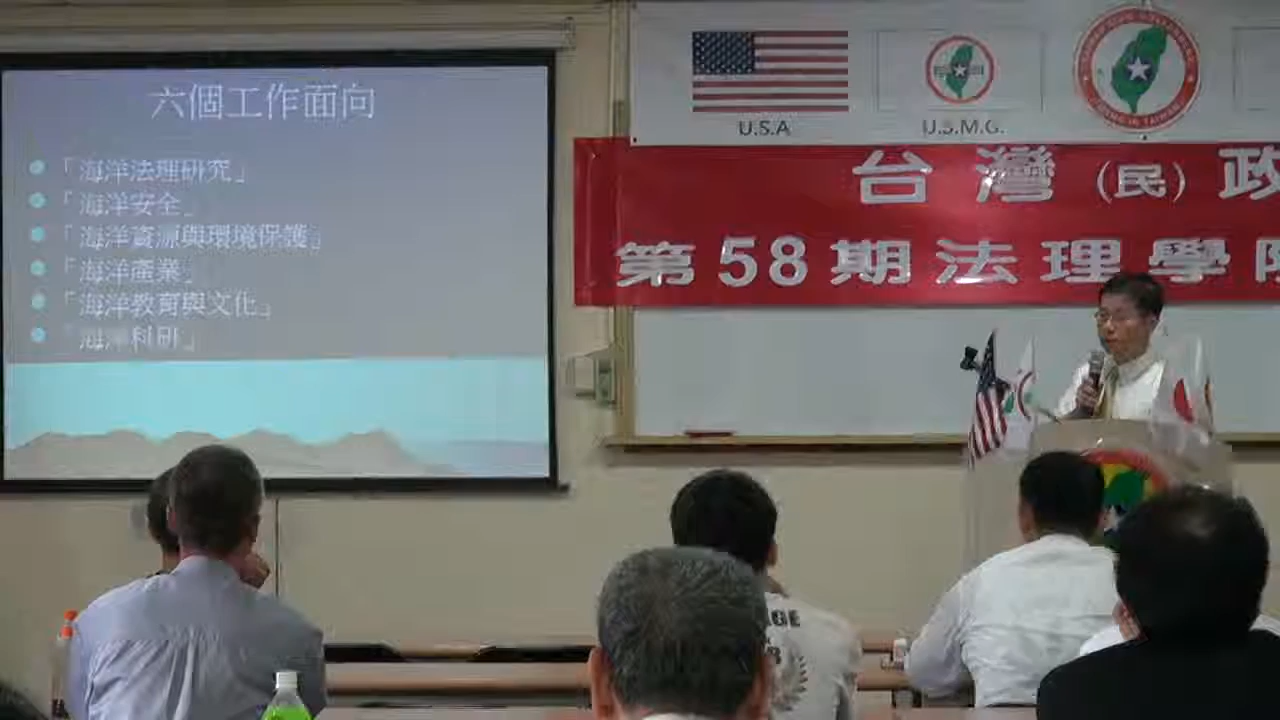 六個工作面向
「海洋法理研究」
「海洋安全」
「海洋資源與環境保護」
「海洋產業」
「海洋教育與文化」
「海洋科研」
U.S.A
U.S.M.G.
台灣(民)政
第58期法理學院